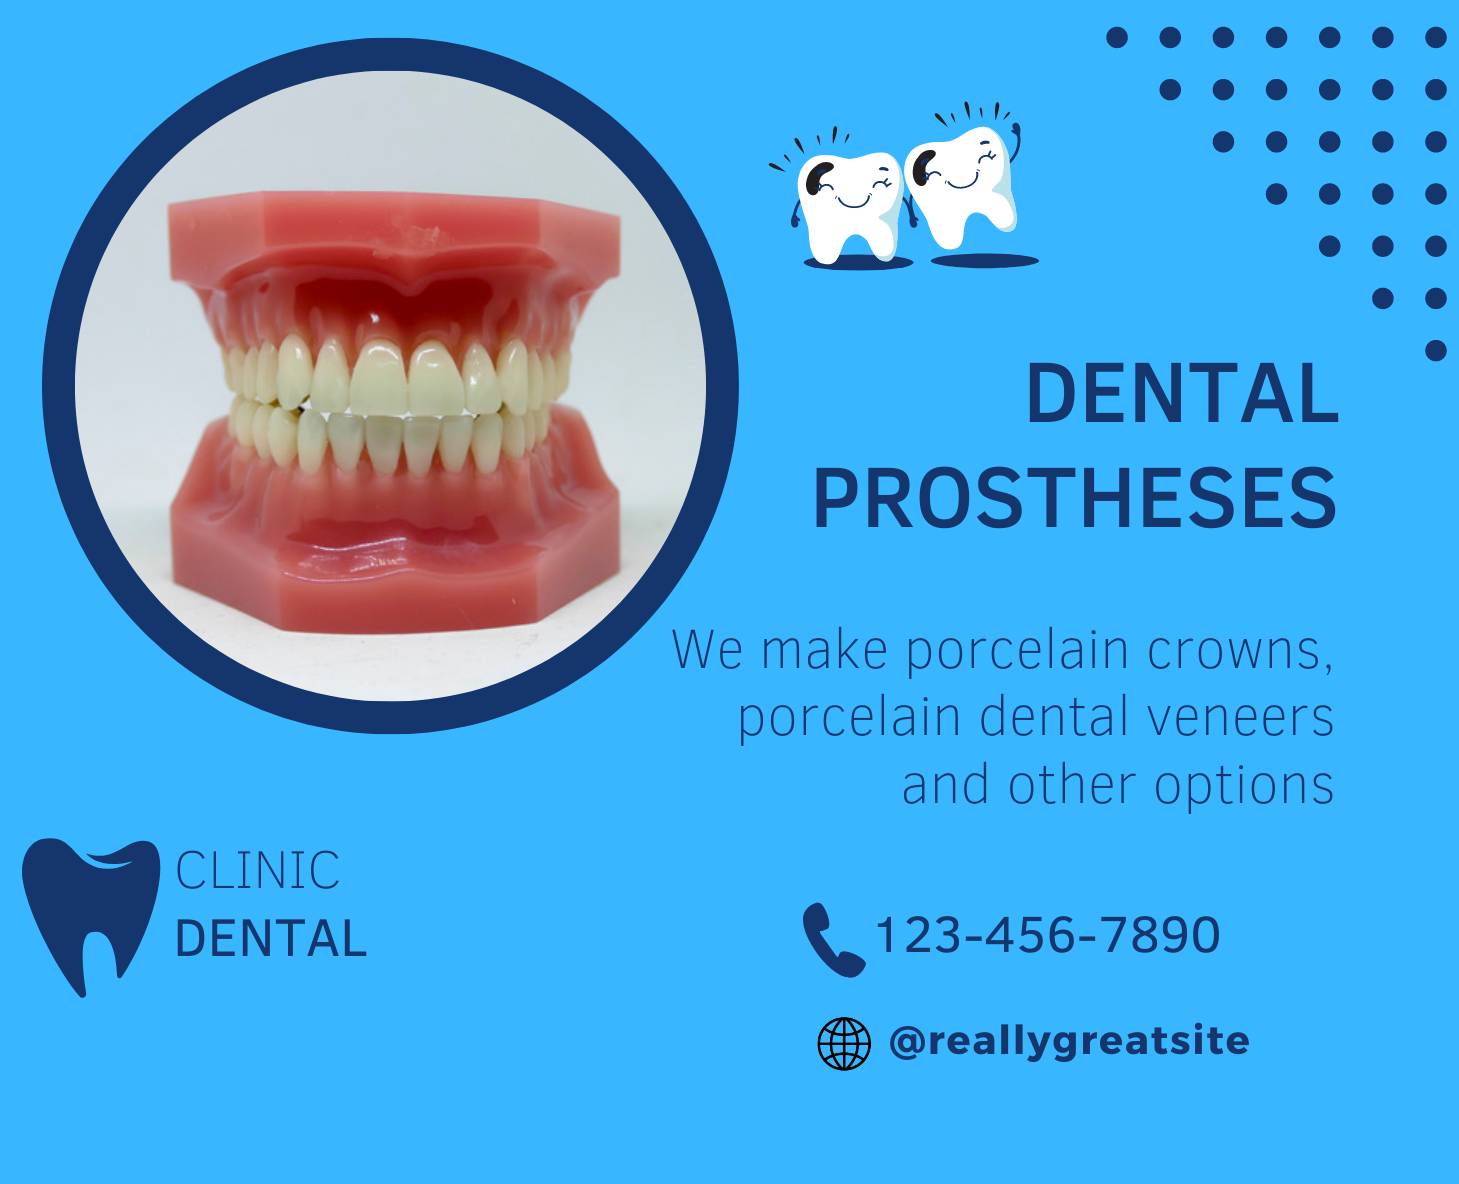 DENTAL
PROSTHESES
We make porcelain crowns,
porcelain dental veneers
and other options
CLINIC
DENTAL
123-456-7890
@reallygreatsite